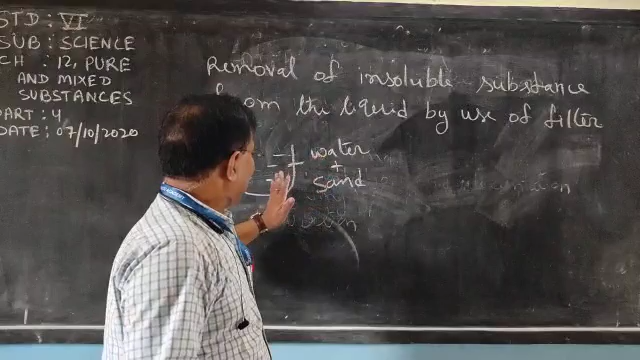 STD : VI
SUB : SCIENCE
CH : 12, PURE
AND MIXED
SUBSTANCES
PART : 4
DATE : 07/10/2020
Removal of insoluble substance
from the liquid by use of filter
water
+
sand